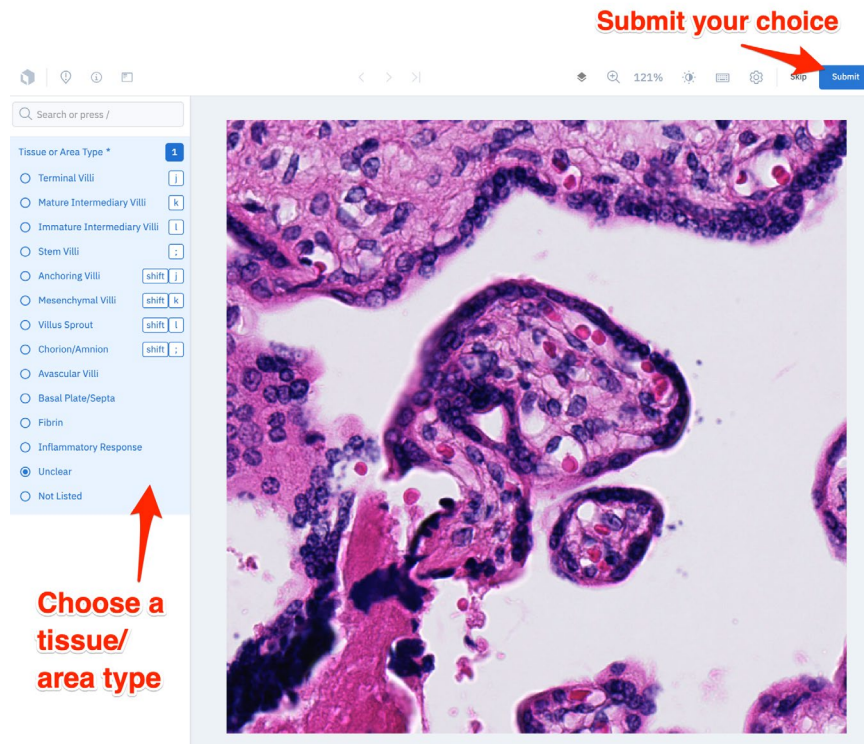 Submit your choice
121%
Skip
Submit
Search or press /
Tissue or Area Type * 1
Terminal Villi j
Mature Intermediary Villi k
Immature Intermediary Villi l
Stem Villi ;
Anchoring Villi shift j
Mesenchymal Villi shift k
Villus Sprout shift l
Chorion/Amnion shift ;
Avascular Villi
Basal Plate/Septa
Fibrin
Inflammatory Response
Unclear
Not Listed
Choose a
tissue/
area type